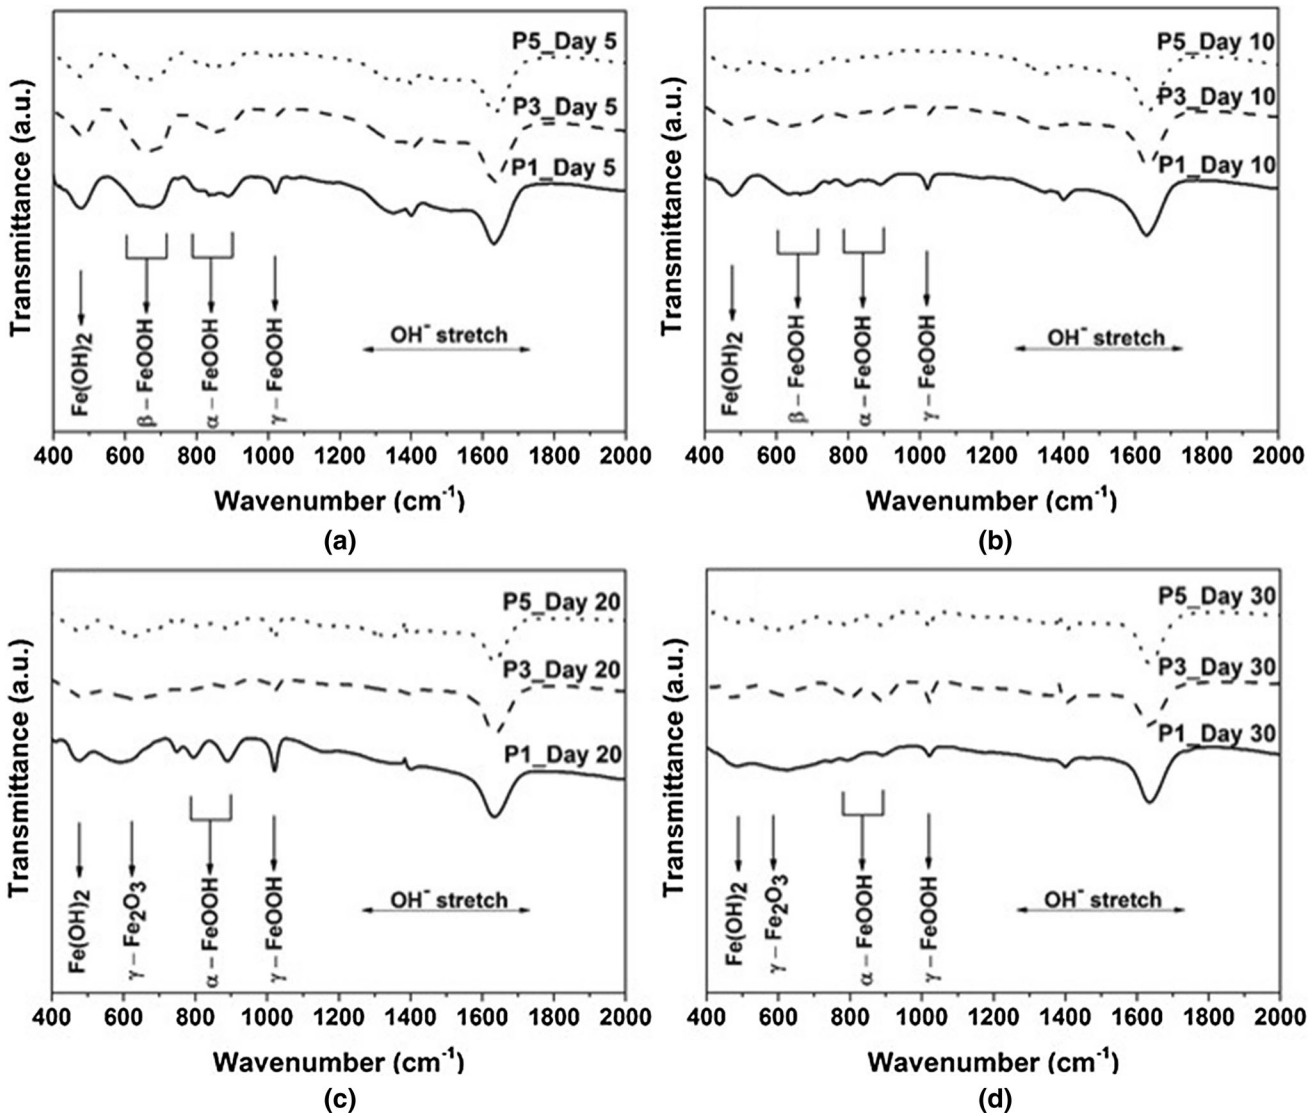 P5_Day 5
P3_Day 5
P1_Day 5
Transmittance (a.u.)
Fe(OH)2
β – FeOOH
α – FeOOH
γ – FeOOH
OH⁻ stretch
400 600 800 1000 1200 1400 1600 1800 2000
Wavenumber (cm⁻¹)
(a)
P5_Day 10
P3_Day 10
P1_Day 10
Transmittance (a.u.)
Fe(OH)2
β – FeOOH
α – FeOOH
γ – FeOOH
OH⁻ stretch
400 600 800 1000 1200 1400 1600 1800 2000
Wavenumber (cm⁻¹)
(b)
P5_Day 20
P3_Day 20
P1_Day 20
Transmittance (a.u.)
Fe(OH)2
γ – Fe2O3
α – FeOOH
γ – FeOOH
OH⁻ stretch
400 600 800 1000 1200 1400 1600 1800 2000
Wavenumber (cm⁻¹)
(c)
P5_Day 30
P3_Day 30
P1_Day 30
Transmittance (a.u.)
Fe(OH)2
γ – Fe2O3
α – FeOOH
γ – FeOOH
OH⁻ stretch
400 600 800 1000 1200 1400 1600 1800 2000
Wavenumber (cm⁻¹)
(d)